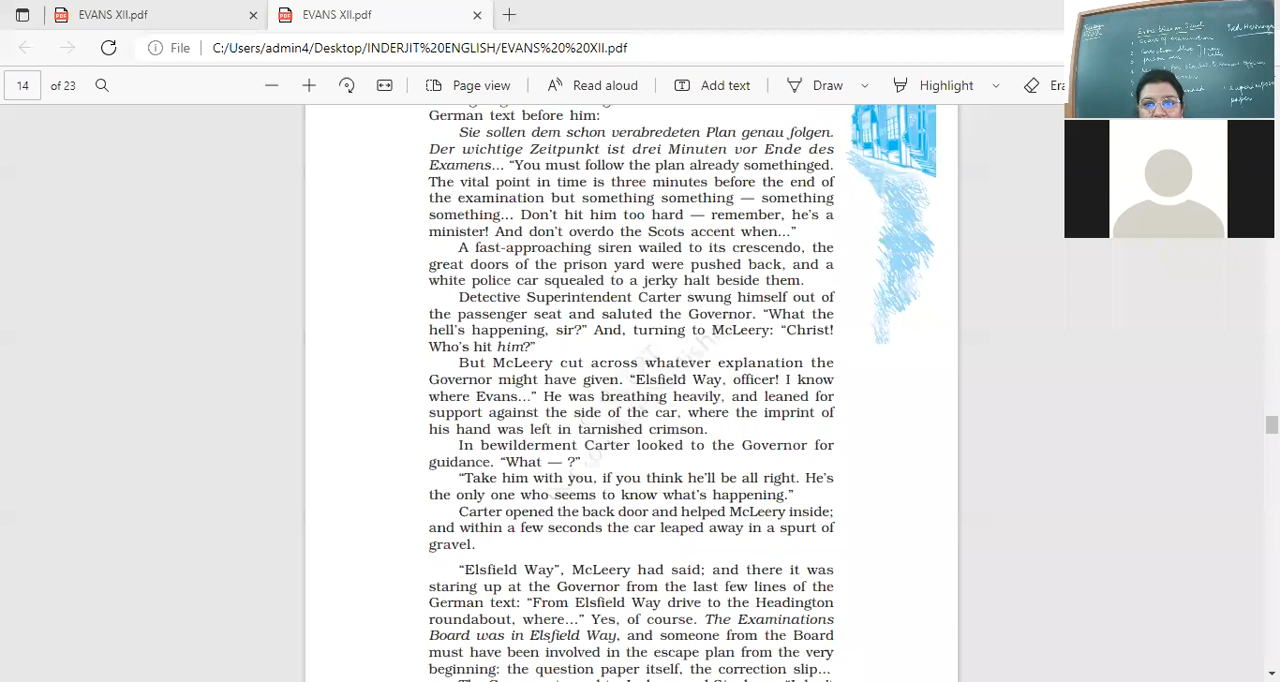 EVANS XII.pdf
EVANS XII.pdf
File
C:/Users/admin4/Desktop/INDERJIT%20ENGLISH/EVANS%20%20XII.pdf
14 of 23
Page view
Read aloud
Add text
Draw
Highlight
Era
German text before him:
Sie sollen dem schon verabredeten Plan genau folgen.
Der wichtige Zeitpunkt ist drei Minuten vor Ende des
Examens... “You must follow the plan already somethinged.
The vital point in time is three minutes before the end of
the examination but something something — something
something... Don’t hit him too hard — remember, he’s a
minister! And don’t overdo the Scots accent when...”
A fast-approaching siren wailed to its crescendo, the
great doors of the prison yard were pushed back, and a
white police car squealed to a jerky halt beside them.
Detective Superintendent Carter swung himself out of
the passenger seat and saluted the Governor. “What the
hell’s happening, sir?” And, turning to McLeery: “Christ!
Who’s hit him?”
But McLeery cut across whatever explanation the
Governor might have given. “Elsfield Way, officer! I know
where Evans...” He was breathing heavily, and leaned for
support against the side of the car, where the imprint of
his hand was left in tarnished crimson.
In bewilderment Carter looked to the Governor for
guidance. “What — ?”
“Take him with you, if you think he’ll be all right. He’s
the only one who seems to know what’s happening.”
Carter opened the back door and helped McLeery inside;
and within a few seconds the car leaped away in a spurt of
gravel.
“Elsfield Way”, McLeery had said; and there it was
staring up at the Governor from the last few lines of the
German text: “From Elsfield Way drive to the Headington
roundabout, where...” Yes, of course. The Examinations
Board was in Elsfield Way, and someone from the Board
must have been involved in the escape plan from the very
beginning: the question paper itself, the correction slip...